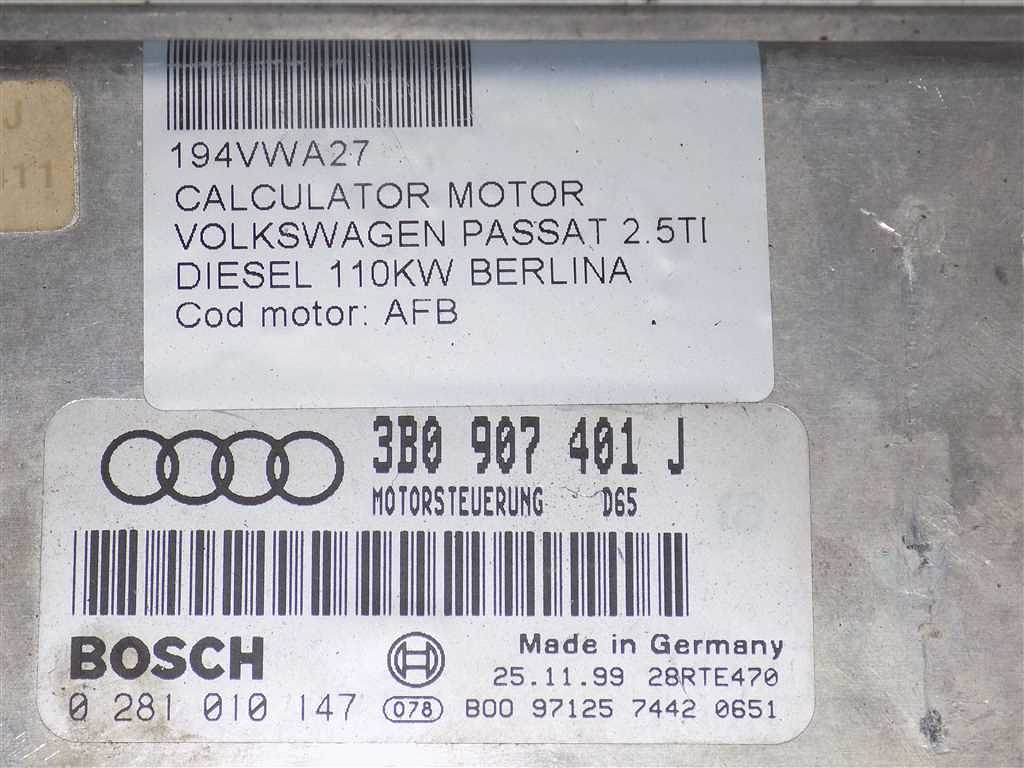 J
411
194VWA27
CALCULATOR MOTOR
VOLKSWAGEN PASSAT 2.5TI
DIESEL 110KW BERLINA
Cod motor: AFB
3B0 907 401 J
MOTORSTEUERUNG D65
BOSCH
Made in Germany
25.11.99 28RTE470
0 281 010 147 078 B00 97125 7442 0651